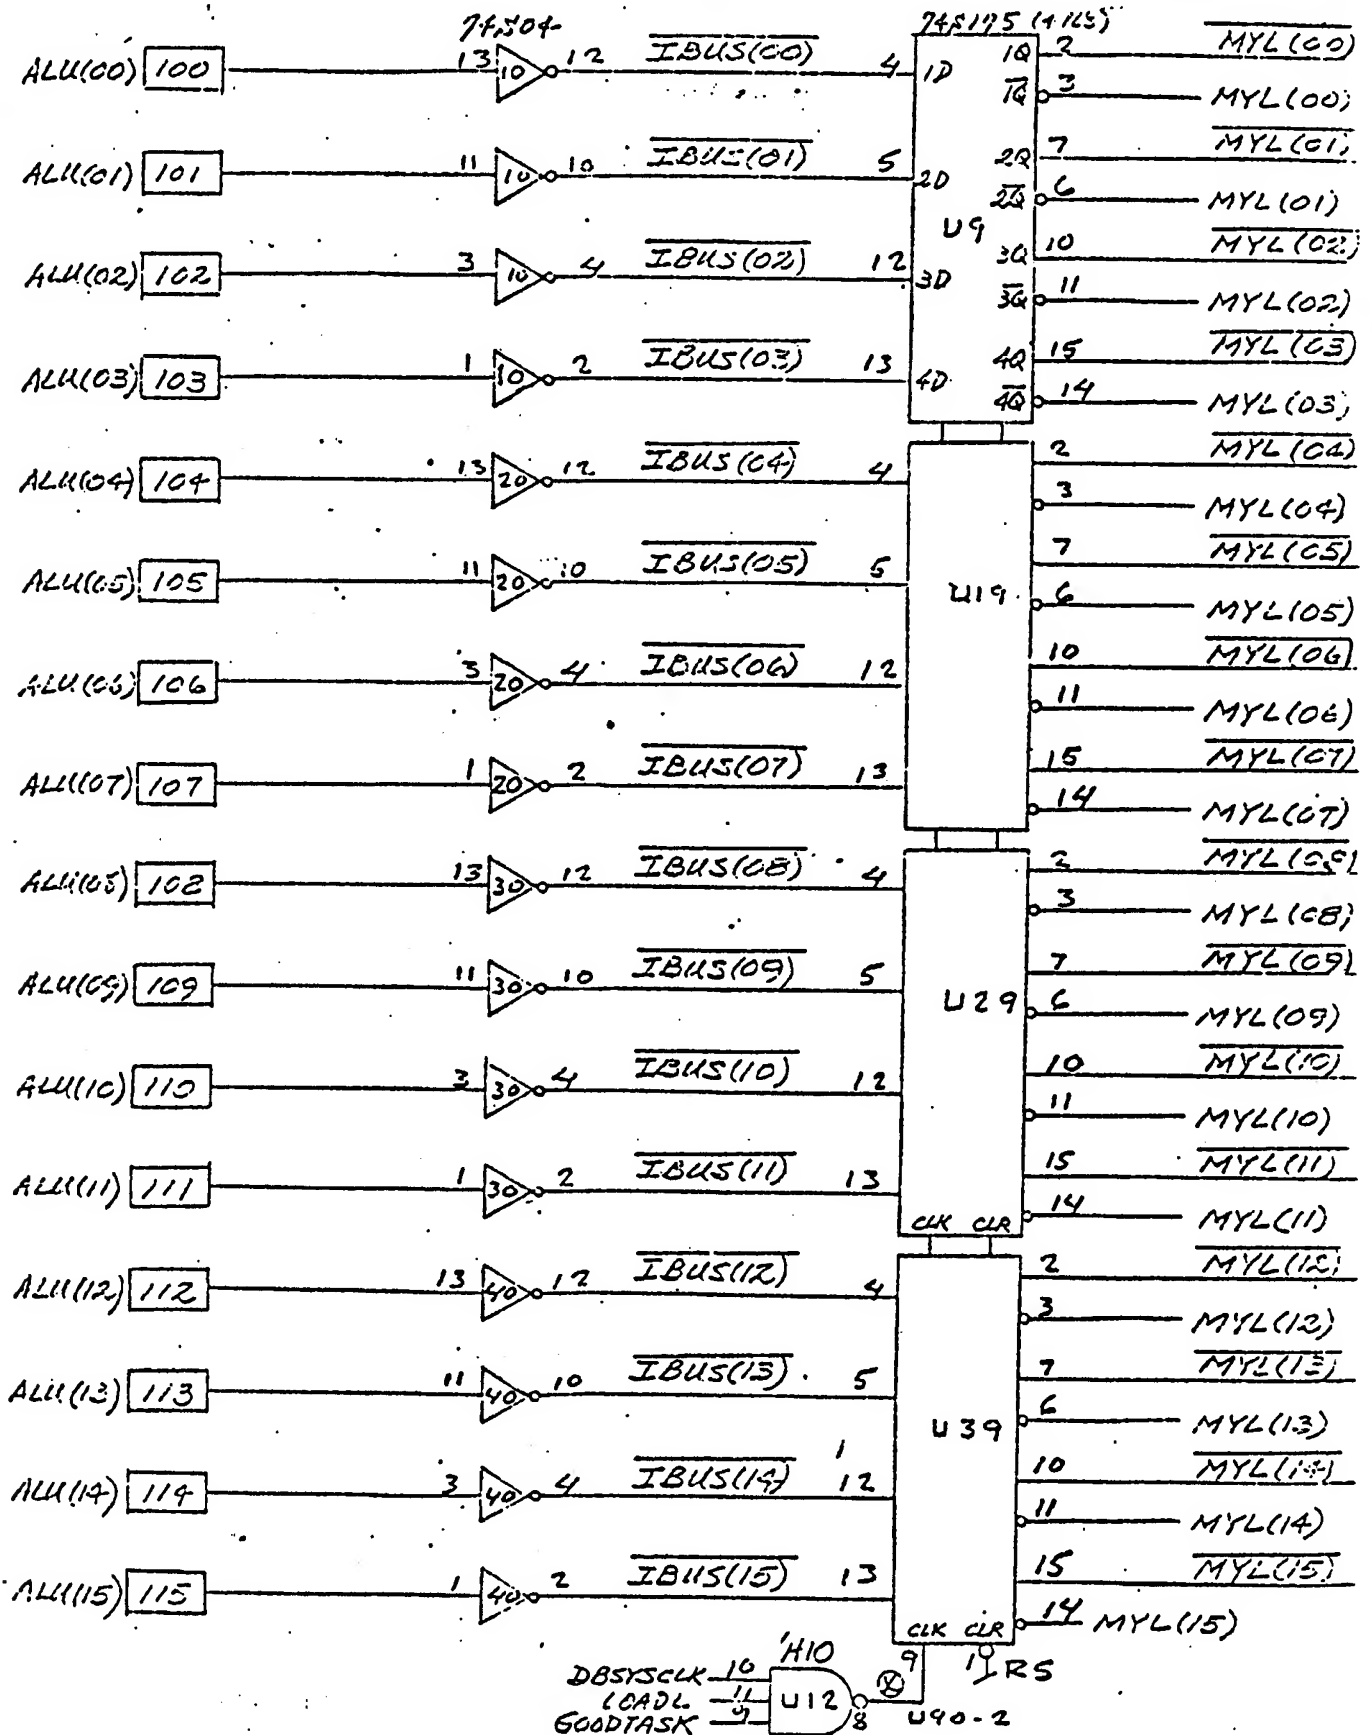 74S04 74S175 (4 IC'S)
ALU(00) 100 13 10 12 IBUS(00) 4 1D 1Q 2 MYL(00)
1Q 3 MYL(00)
ALU(01) 101 11 10 10 IBUS(01) 5 2D 2Q 7 MYL(01)
2Q 6 MYL(01)
U9
ALU(02) 102 3 10 4 IBUS(02) 12 3D 3Q 10 MYL(02)
3Q 11 MYL(02)
ALU(03) 103 1 10 2 IBUS(03) 13 4D 4Q 15 MYL(03)
4Q 14 MYL(03)
ALU(04) 104 13 20 12 IBUS(04) 4 2 MYL(04)
3 MYL(04)
ALU(05) 105 11 20 10 IBUS(05) 5 7 MYL(05)
U19 6 MYL(05)
ALU(06) 106 3 20 4 IBUS(06) 12 10 MYL(06)
11 MYL(06)
ALU(07) 107 1 20 2 IBUS(07) 13 15 MYL(07)
14 MYL(07)
ALU(08) 108 13 30 12 IBUS(08) 4 2 MYL(08)
3 MYL(08)
ALU(09) 109 11 30 10 IBUS(09) 5 7 MYL(09)
U29 6 MYL(09)
ALU(10) 110 3 30 4 IBUS(10) 12 10 MYL(10)
11 MYL(10)
ALU(11) 111 1 30 2 IBUS(11) 13 15 MYL(11)
CLK CLR 14 MYL(11)
ALU(12) 112 13 40 12 IBUS(12) 4 2 MYL(12)
3 MYL(12)
ALU(13) 113 11 40 10 IBUS(13) 5 7 MYL(13)
U39 6 MYL(13)
ALU(14) 114 3 40 4 IBUS(14) 12 10 MYL(14)
11 MYL(14)
ALU(15) 115 1 40 2 IBUS(15) 13 15 MYL(15)
CLK CLR 14 MYL(15)
'H10 9 1 R5
DBSYSCLK 10
LOADL 11 U12
GOODTASK 9 8 U90-2